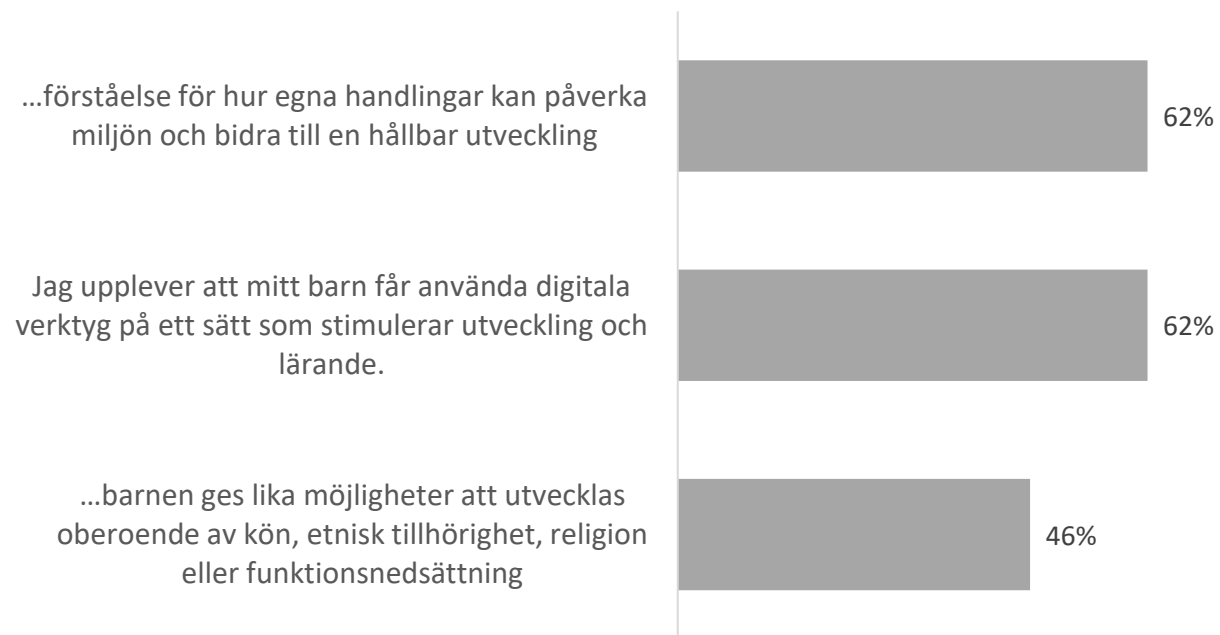 …förståelse för hur egna handlingar kan påverka
miljön och bidra till en hållbar utveckling
62%
Jag upplever att mitt barn får använda digitala
verktyg på ett sätt som stimulerar utveckling och
lärande.
62%
…barnen ges lika möjligheter att utvecklas
oberoende av kön, etnisk tillhörighet, religion
eller funktionsnedsättning
46%